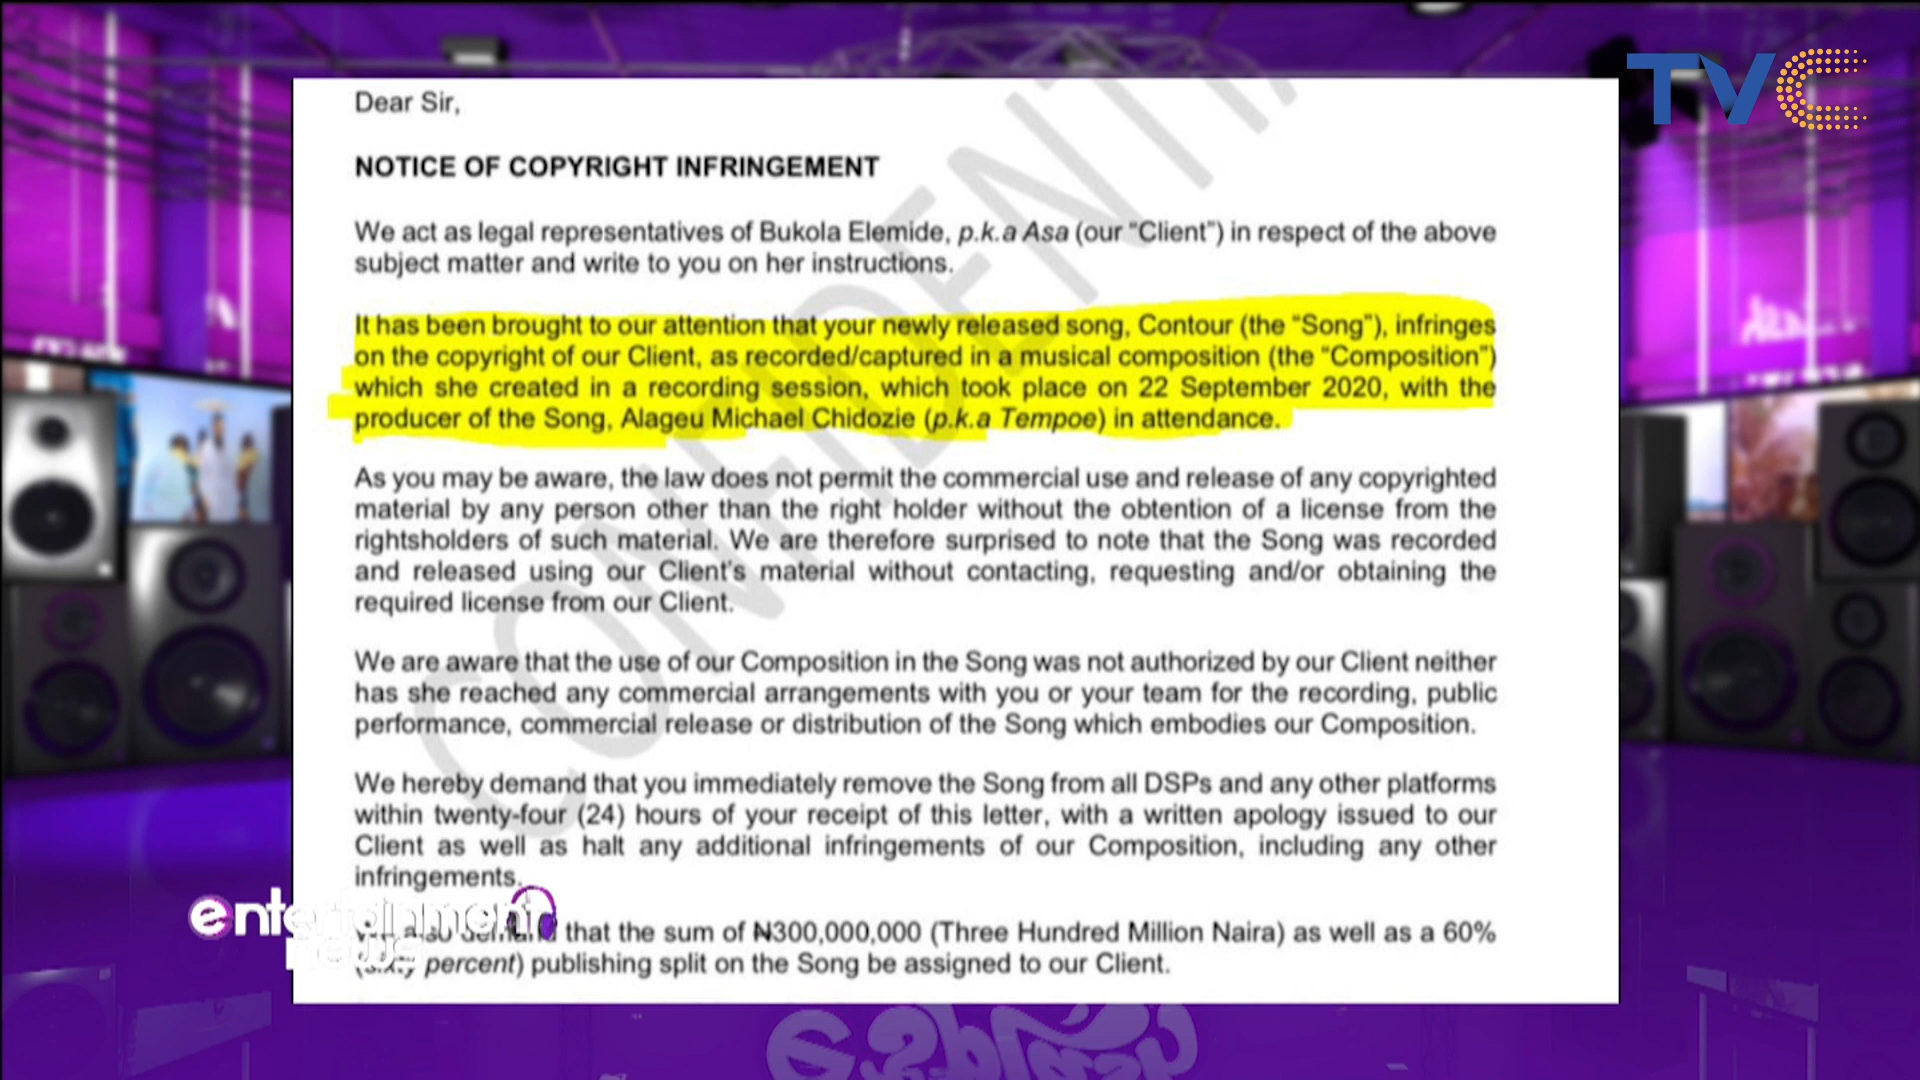 TVC
Dear Sir,
NOTICE OF COPYRIGHT INFRINGEMENT
We act as legal representatives of Bukola Elemide, p.k.a Asa (our “Client”) in respect of the above
subject matter and write to you on her instructions.
It has been brought to our attention that your newly released song, Contour (the “Song”), infringes
on the copyright of our Client, as recorded/captured in a musical composition (the “Composition”)
which she created in a recording session, which took place on 22 September 2020, with the
producer of the Song, Alageu Michael Chidozie (p.k.a Tempoe) in attendance.
As you may be aware, the law does not permit the commercial use and release of any copyrighted
material by any person other than the right holder without the obtention of a license from the
rightsholders of such material. We are therefore surprised to note that the Song was recorded
and released using our Client’s material without contacting, requesting and/or obtaining the
required license from our Client.
We are aware that the use of our Composition in the Song was not authorized by our Client neither
has she reached any commercial arrangements with you or your team for the recording, public
performance, commercial release or distribution of the Song which embodies our Composition.
We hereby demand that you immediately remove the Song from all DSPs and any other platforms
within twenty-four (24) hours of your receipt of this letter, with a written apology issued to our
Client as well as halt any additional infringements of our Composition, including any other
infringements.
that the sum of ₦300,000,000 (Three Hundred Million Naira) as well as a 60%
percent) publishing split on the Song be assigned to our Client.
entertainment
news